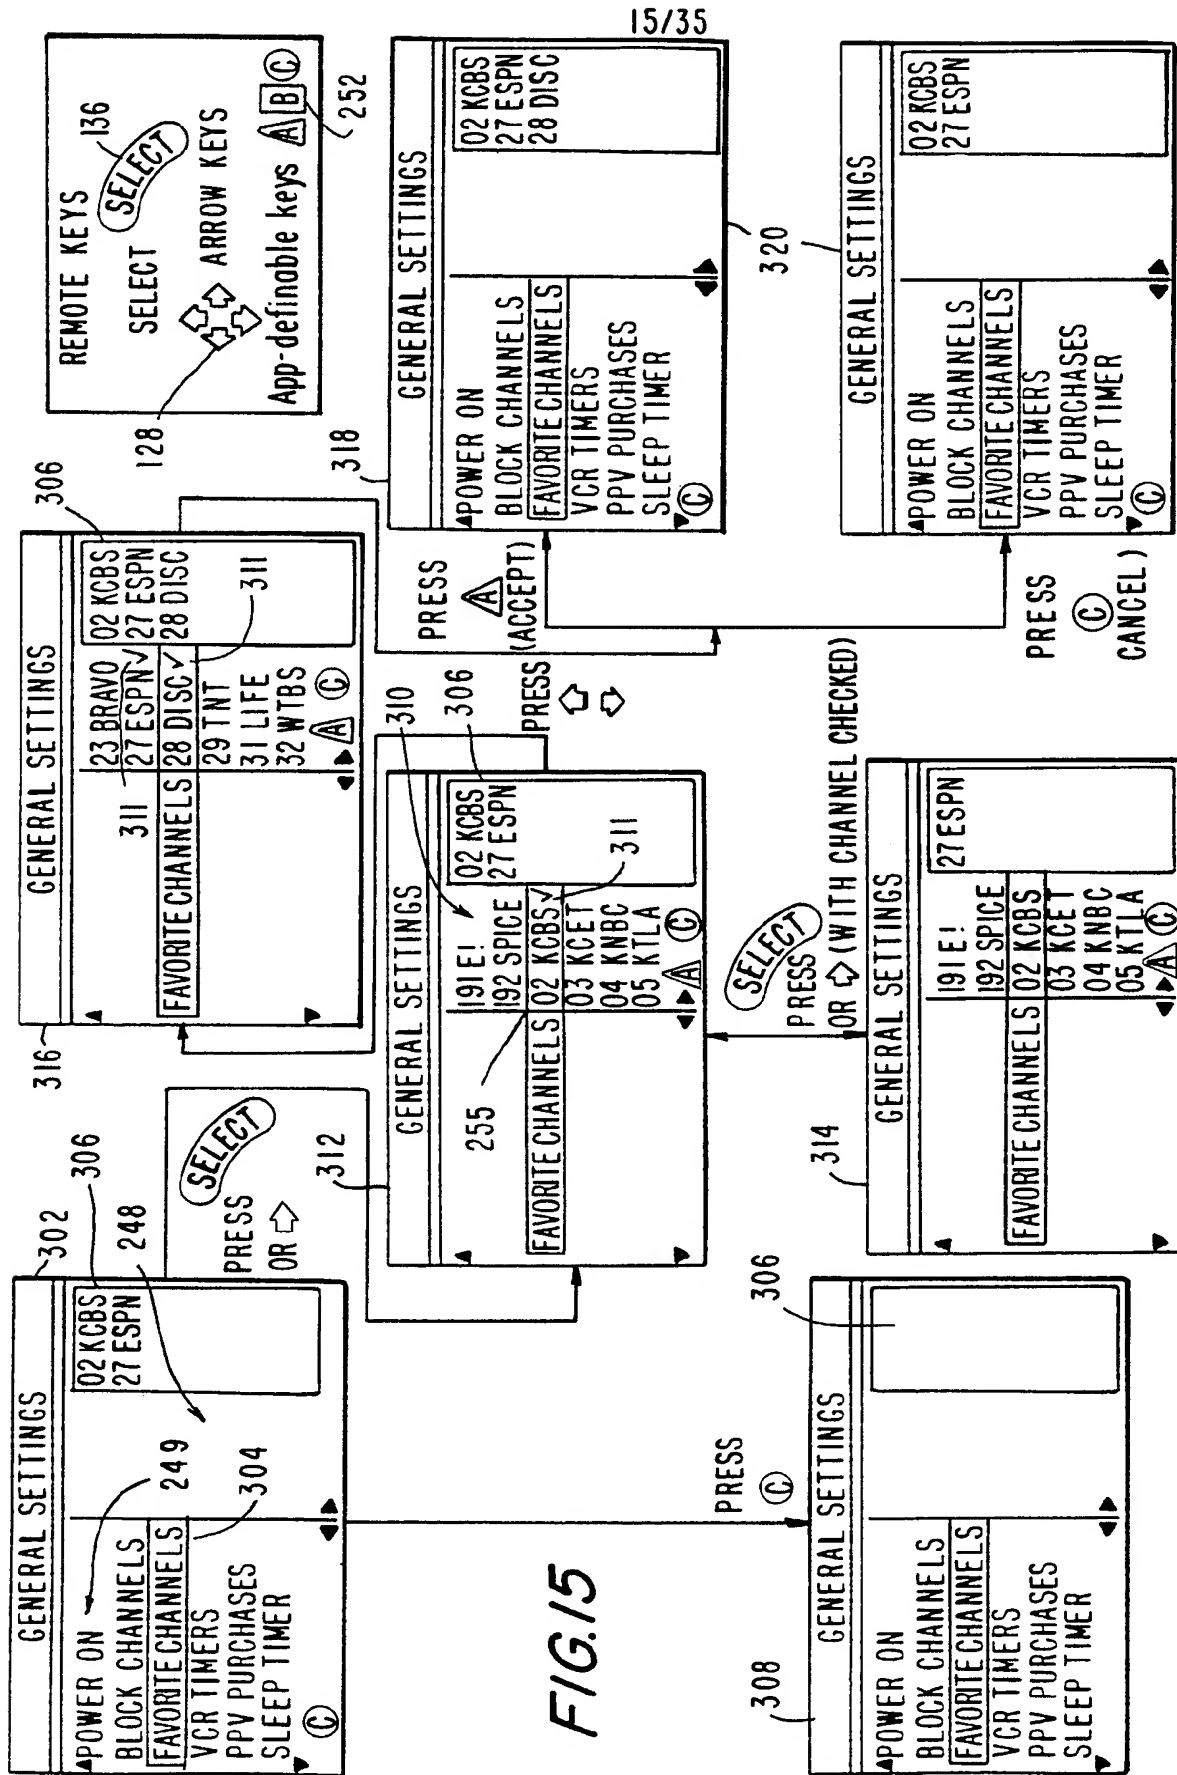 15/35
GENERAL SETTINGS
302
POWER ON
BLOCK CHANNELS
FAVORITE CHANNELS
VCR TIMERS
PPV PURCHASES
SLEEP TIMER
C
02 KCBS
27 ESPN
306
249
248
304
PRESS
SELECT
OR
PRESS
C
308
GENERAL SETTINGS
POWER ON
BLOCK CHANNELS
FAVORITE CHANNELS
VCR TIMERS
PPV PURCHASES
SLEEP TIMER
306
FIG.15
312
GENERAL SETTINGS
255
310
FAVORITE CHANNELS
191 E!
192 SPICE
02 KCBS✓
03 KCET
04 KNBC
05 KTLA
A C
02 KCBS
27 ESPN
306
311
PRESS
SELECT
OR (WITH CHANNEL CHECKED)
314
GENERAL SETTINGS
FAVORITE CHANNELS
191 E!
192 SPICE
02 KCBS
03 KCET
04 KNBC
05 KTLA
A C
27 ESPN
PRESS
316
GENERAL SETTINGS
311
FAVORITE CHANNELS
23 BRAVO
27 ESPN✓
28 DISC✓
29 TNT
31 LIFE
32 WTBS
A C
02 KCBS
27 ESPN
28 DISC
306
311
PRESS
A
(ACCEPT)
PRESS
C
CANCEL)
REMOTE KEYS
SELECT
SELECT
136
ARROW KEYS
128
App-definable keys A B C
252
318
GENERAL SETTINGS
POWER ON
BLOCK CHANNELS
FAVORITE CHANNELS
VCR TIMERS
PPV PURCHASES
SLEEP TIMER
C
02 KCBS
27 ESPN
28 DISC
320
GENERAL SETTINGS
POWER ON
BLOCK CHANNELS
FAVORITE CHANNELS
VCR TIMERS
PPV PURCHASES
SLEEP TIMER
C
02 KCBS
27 ESPN